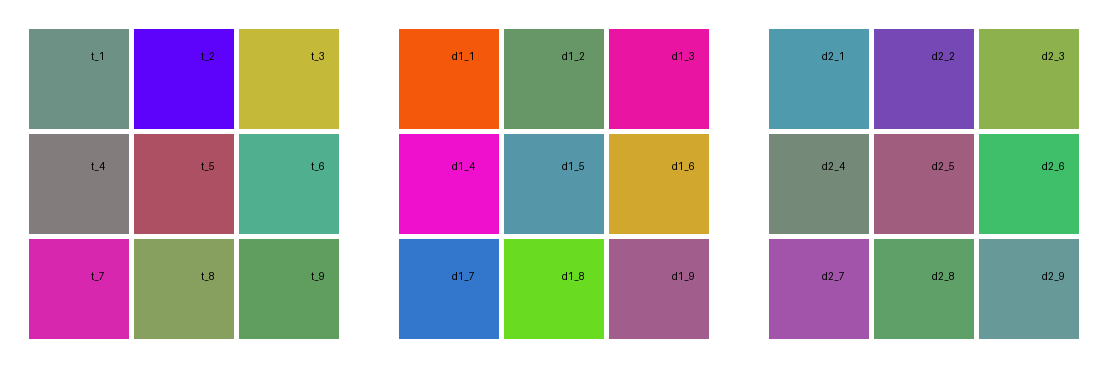 t_1 t_2 t_3 d1_1 d1_2 d1_3 d2_1 d2_2 d2_3
t_4 t_5 t_6 d1_4 d1_5 d1_6 d2_4 d2_5 d2_6
t_7 t_8 t_9 d1_7 d1_8 d1_9 d2_7 d2_8 d2_9